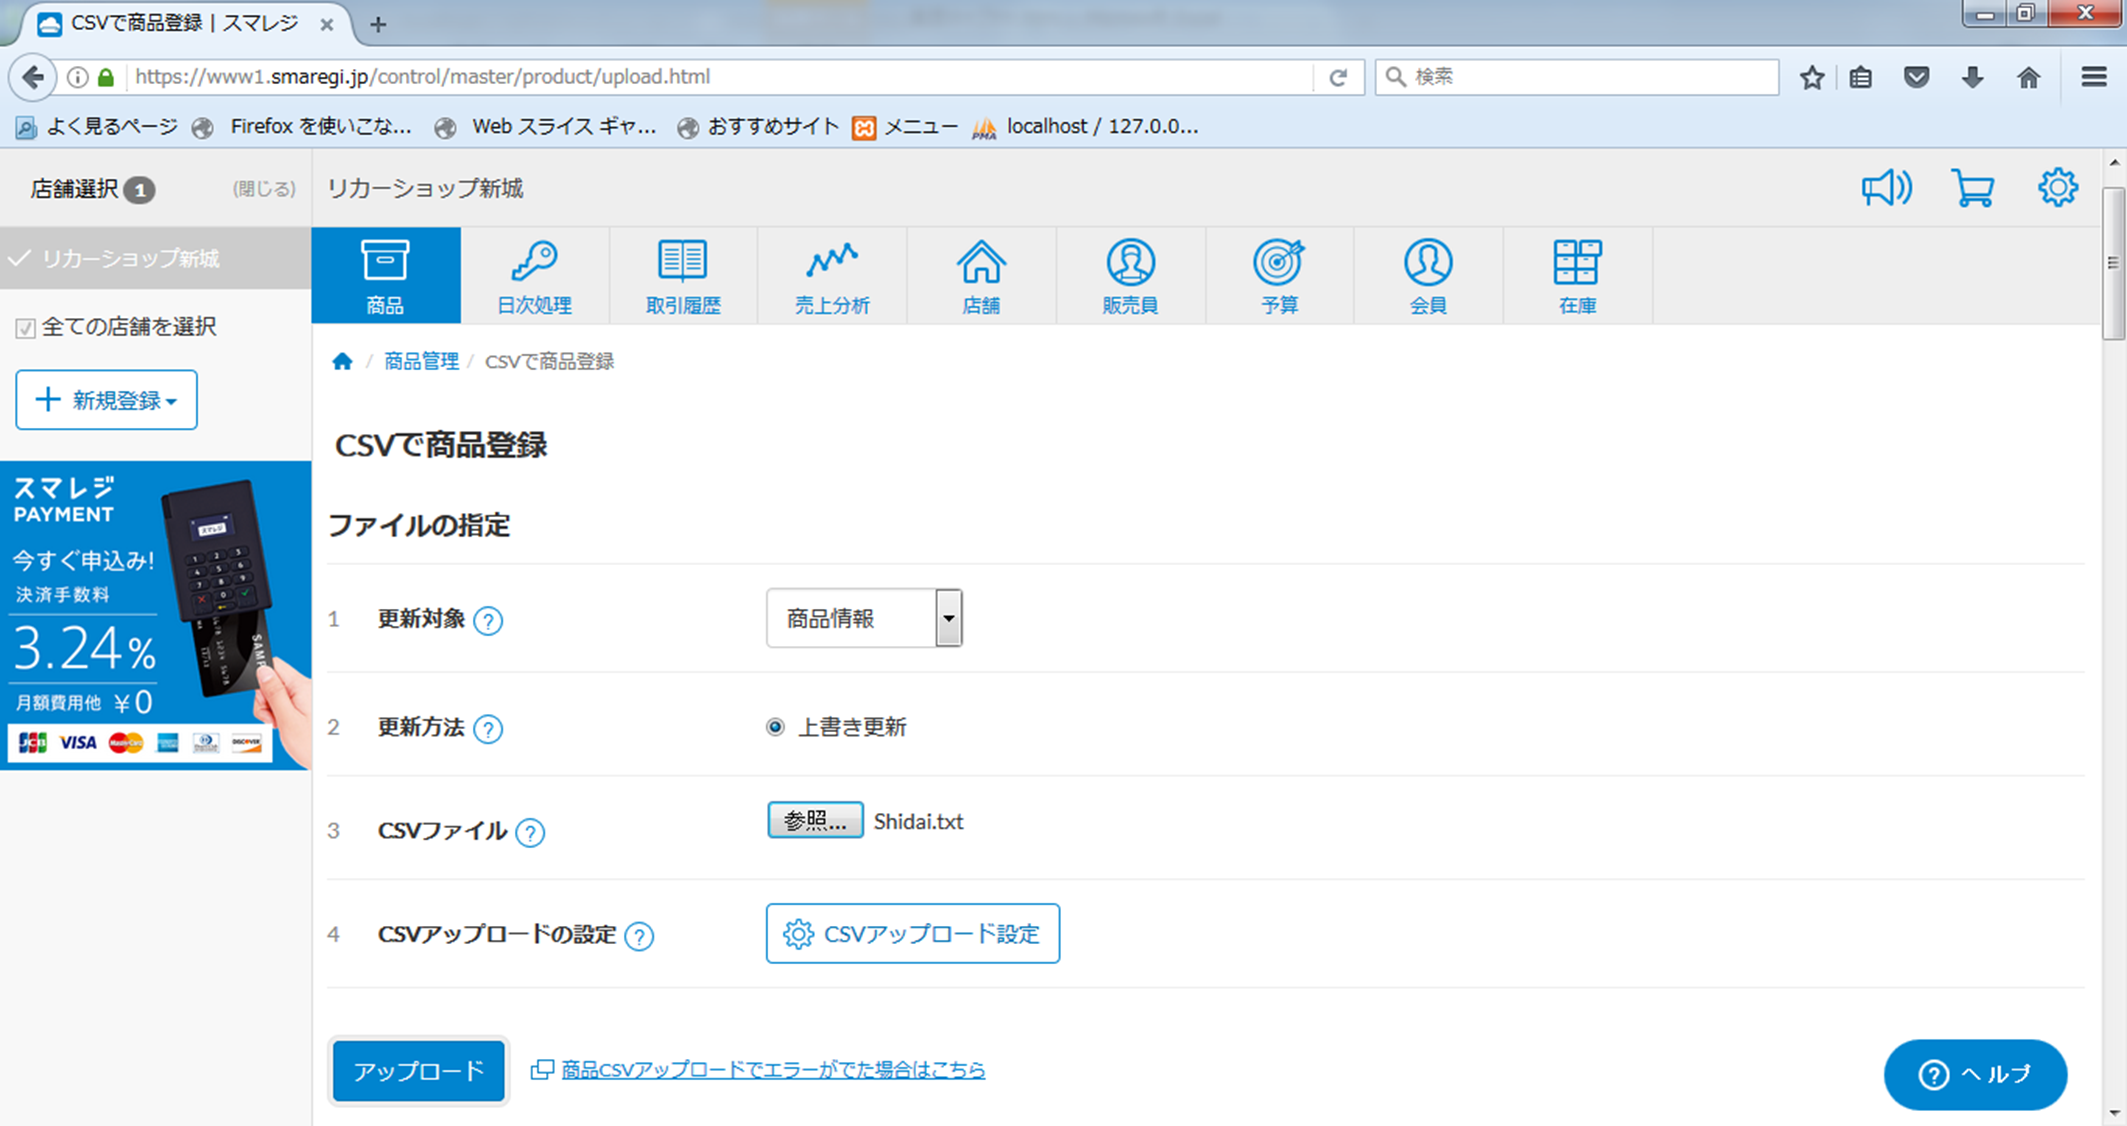 CSVで商品登録 | スマレジ
https://www1.smaregi.jp/control/master/product/upload.html
検索
よく見るページ Firefox を使いこな... Web スライス ギャ... おすすめサイト メニュー localhost / 127.0.0...
店舗選択 1 (閉じる) リカーショップ新城
リカーショップ新城
商品 日次処理 取引履歴 売上分析 店舗 販売員 予算 会員 在庫
全ての店舗を選択
/ 商品管理 / CSVで商品登録
新規登録
CSVで商品登録
スマレジ
PAYMENT
今すぐ申込み!
決済手数料
3.24%
月額費用他 ¥0
JCB VISA MasterCard DISCOVER
ファイルの指定
1 更新対象 ? 商品情報
2 更新方法 ? 上書き更新
3 CSVファイル ? 参照... Shidai.txt
4 CSVアップロードの設定 ? CSVアップロード設定
アップロード 商品CSVアップロードでエラーがでた場合はこちら
? ヘルプ